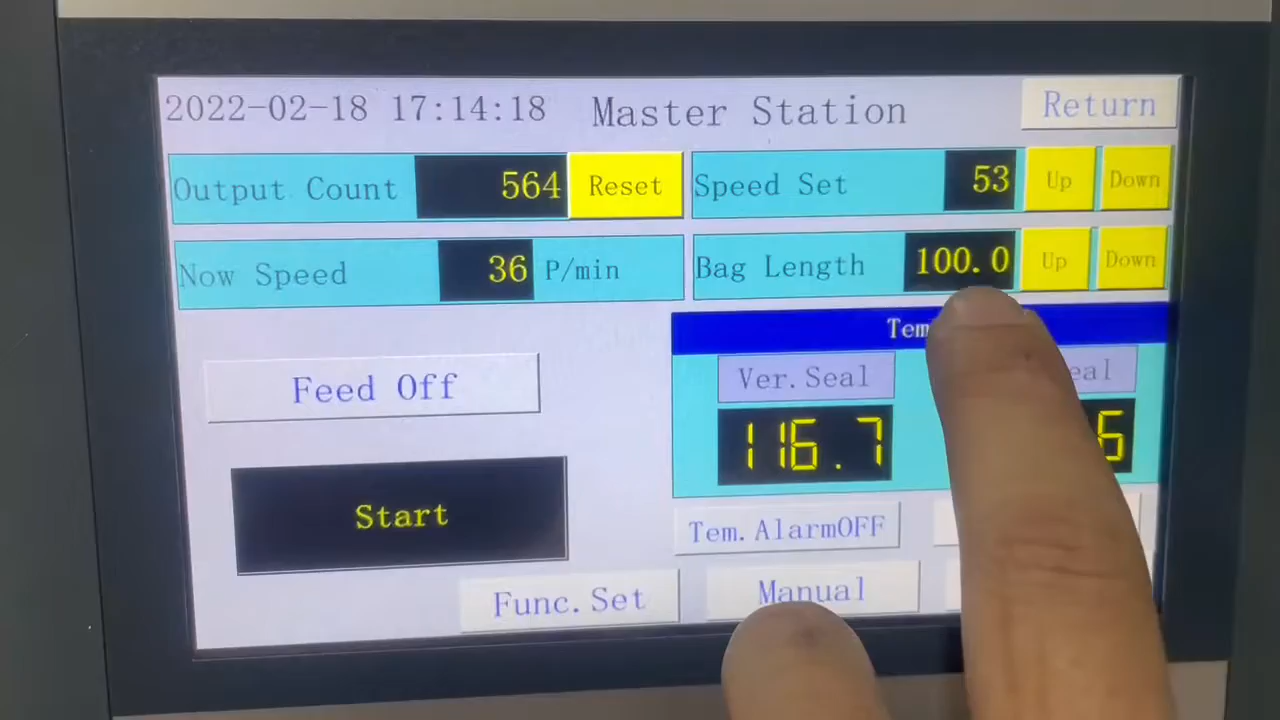 2022-02-18 17:14:18 Master Station Return
Output Count 564 Reset Speed Set 53 Up Down
Now Speed 36 P/min Bag Length 100.0 Up Down
Feed Off
Ver.Seal
116.7
Start
Tem.AlarmOFF
Func.Set Manual